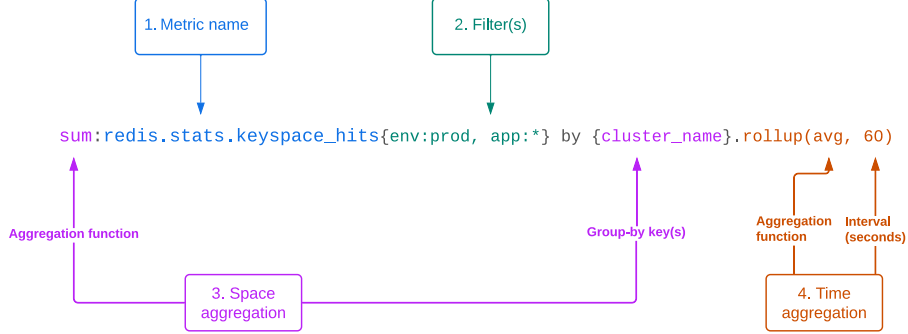 1. Metric name
2. Filter(s)
sum:redis.stats.keyspace_hits{env:prod, app:*} by {cluster_name}.rollup(avg, 60)
Aggregation function
Group-by key(s)
Aggregation
function
Interval
(seconds)
3. Space
aggregation
4. Time
aggregation